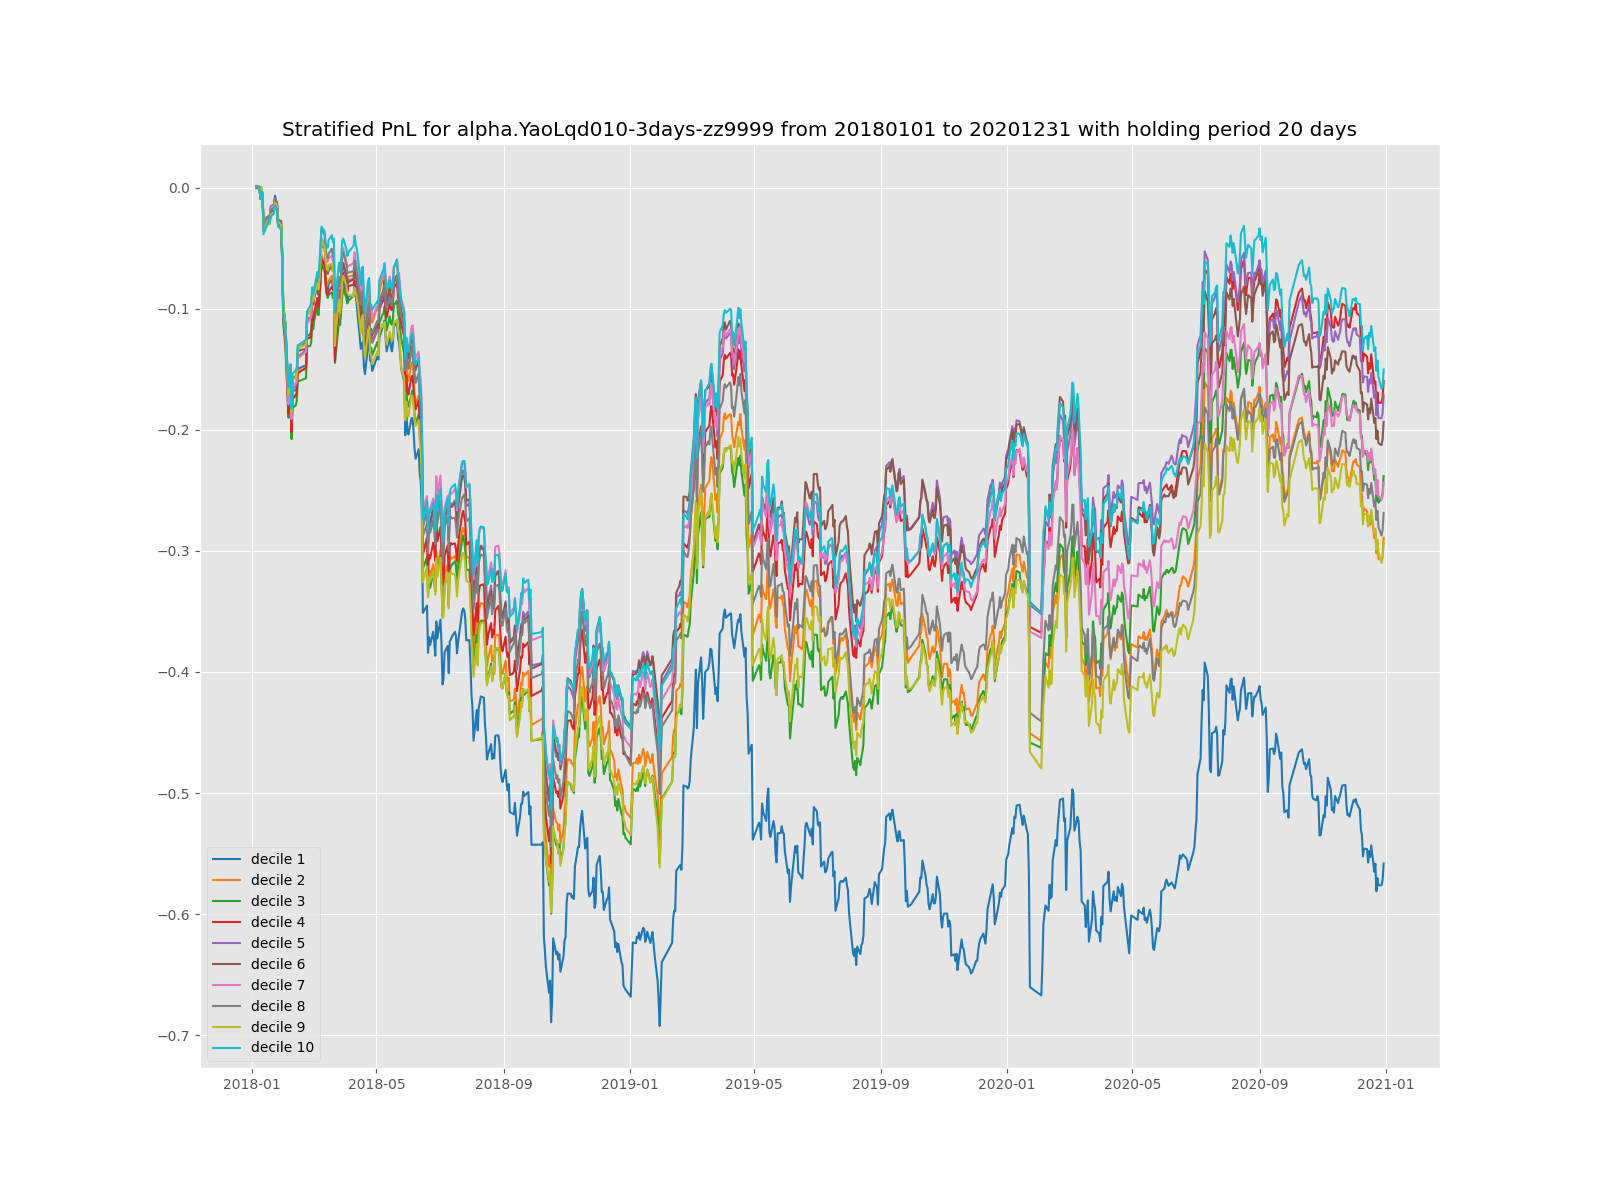 Stratified PnL for alpha.YaoLqd010-3days-zz9999 from 20180101 to 20201231 with holding period 20 days
0.0
−0.1
−0.2
−0.3
−0.4
−0.5
−0.6
−0.7
decile 1
decile 2
decile 3
decile 4
decile 5
decile 6
decile 7
decile 8
decile 9
decile 10
2018-01 2018-05 2018-09 2019-01 2019-05 2019-09 2020-01 2020-05 2020-09 2021-01